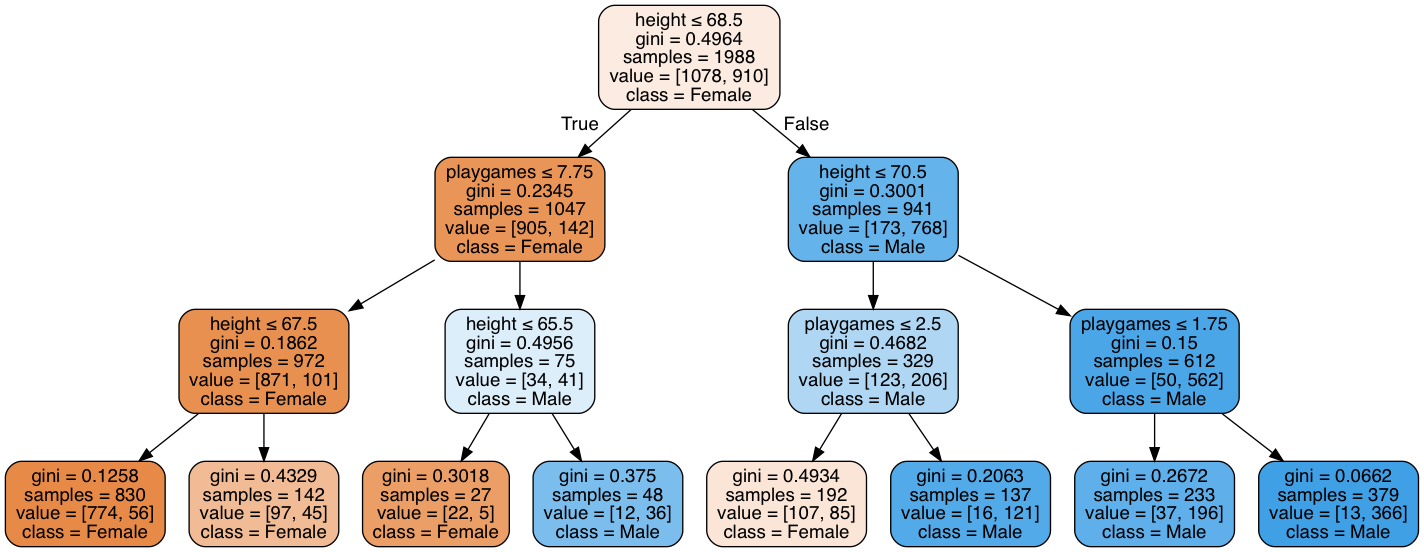 height ≤ 68.5
gini = 0.4964
samples = 1988
value = [1078, 910]
class = Female
True
False
playgames ≤ 7.75
gini = 0.2345
samples = 1047
value = [905, 142]
class = Female
height ≤ 70.5
gini = 0.3001
samples = 941
value = [173, 768]
class = Male
height ≤ 67.5
gini = 0.1862
samples = 972
value = [871, 101]
class = Female
height ≤ 65.5
gini = 0.4956
samples = 75
value = [34, 41]
class = Male
playgames ≤ 2.5
gini = 0.4682
samples = 329
value = [123, 206]
class = Male
playgames ≤ 1.75
gini = 0.15
samples = 612
value = [50, 562]
class = Male
gini = 0.1258
samples = 830
value = [774, 56]
class = Female
gini = 0.4329
samples = 142
value = [97, 45]
class = Female
gini = 0.3018
samples = 27
value = [22, 5]
class = Female
gini = 0.375
samples = 48
value = [12, 36]
class = Male
gini = 0.4934
samples = 192
value = [107, 85]
class = Female
gini = 0.2063
samples = 137
value = [16, 121]
class = Male
gini = 0.2672
samples = 233
value = [37, 196]
class = Male
gini = 0.0662
samples = 379
value = [13, 366]
class = Male